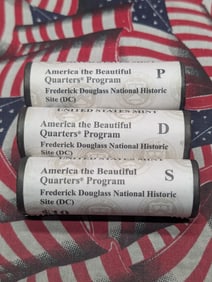 America the Beautiful P
Quarters® Program
Frederick Douglass National Historic
Site (DC)
UNITED STATES MINT
America the Beautiful D
Quarters® Program
Frederick Douglass National Historic
Site (DC)
UNITED STATES MINT
America the Beautiful S
Quarters® Program
Frederick Douglass National Historic
Site (DC)
$10